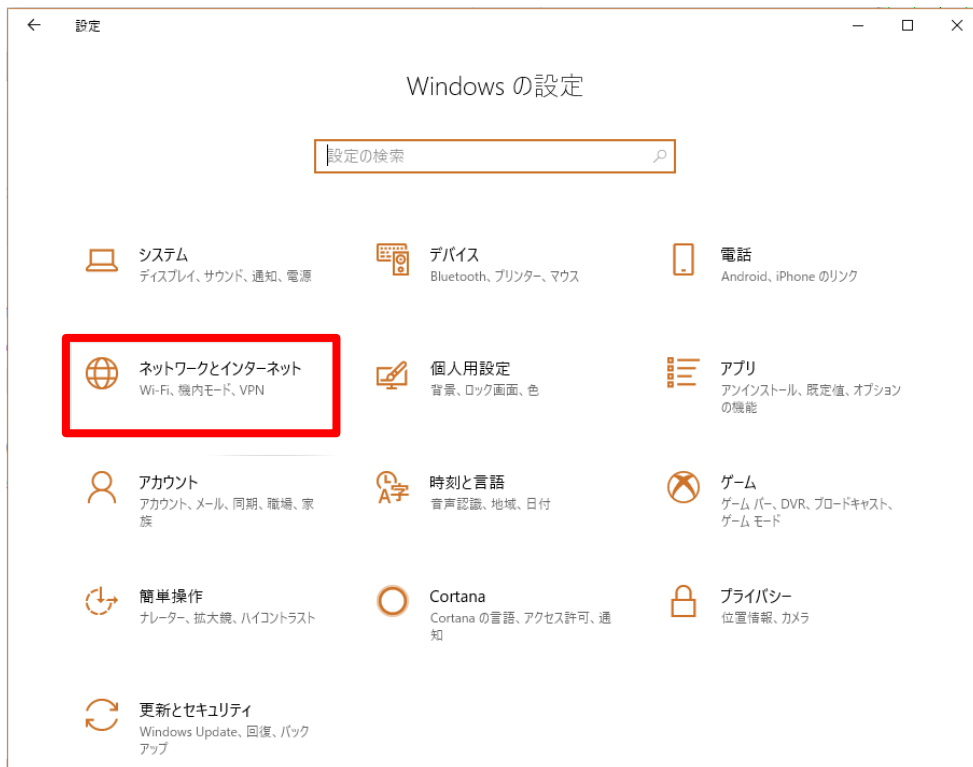 設定
Windows の設定
設定の検索
システム
ディスプレイ、サウンド、通知、電源
デバイス
Bluetooth、プリンター、マウス
電話
Android、iPhone のリンク
ネットワークとインターネット
Wi-Fi、機内モード、VPN
個人用設定
背景、ロック画面、色
アプリ
アンインストール、既定値、オプション
の機能
アカウント
アカウント、メール、同期、職場、家
族
時刻と言語
音声認識、地域、日付
ゲーム
ゲーム バー、DVR、ブロードキャスト、
ゲーム モード
簡単操作
ナレーター、拡大鏡、ハイコントラスト
Cortana
Cortana の言語、アクセス許可、通
知
プライバシー
位置情報、カメラ
更新とセキュリティ
Windows Update、回復、バック
アップ